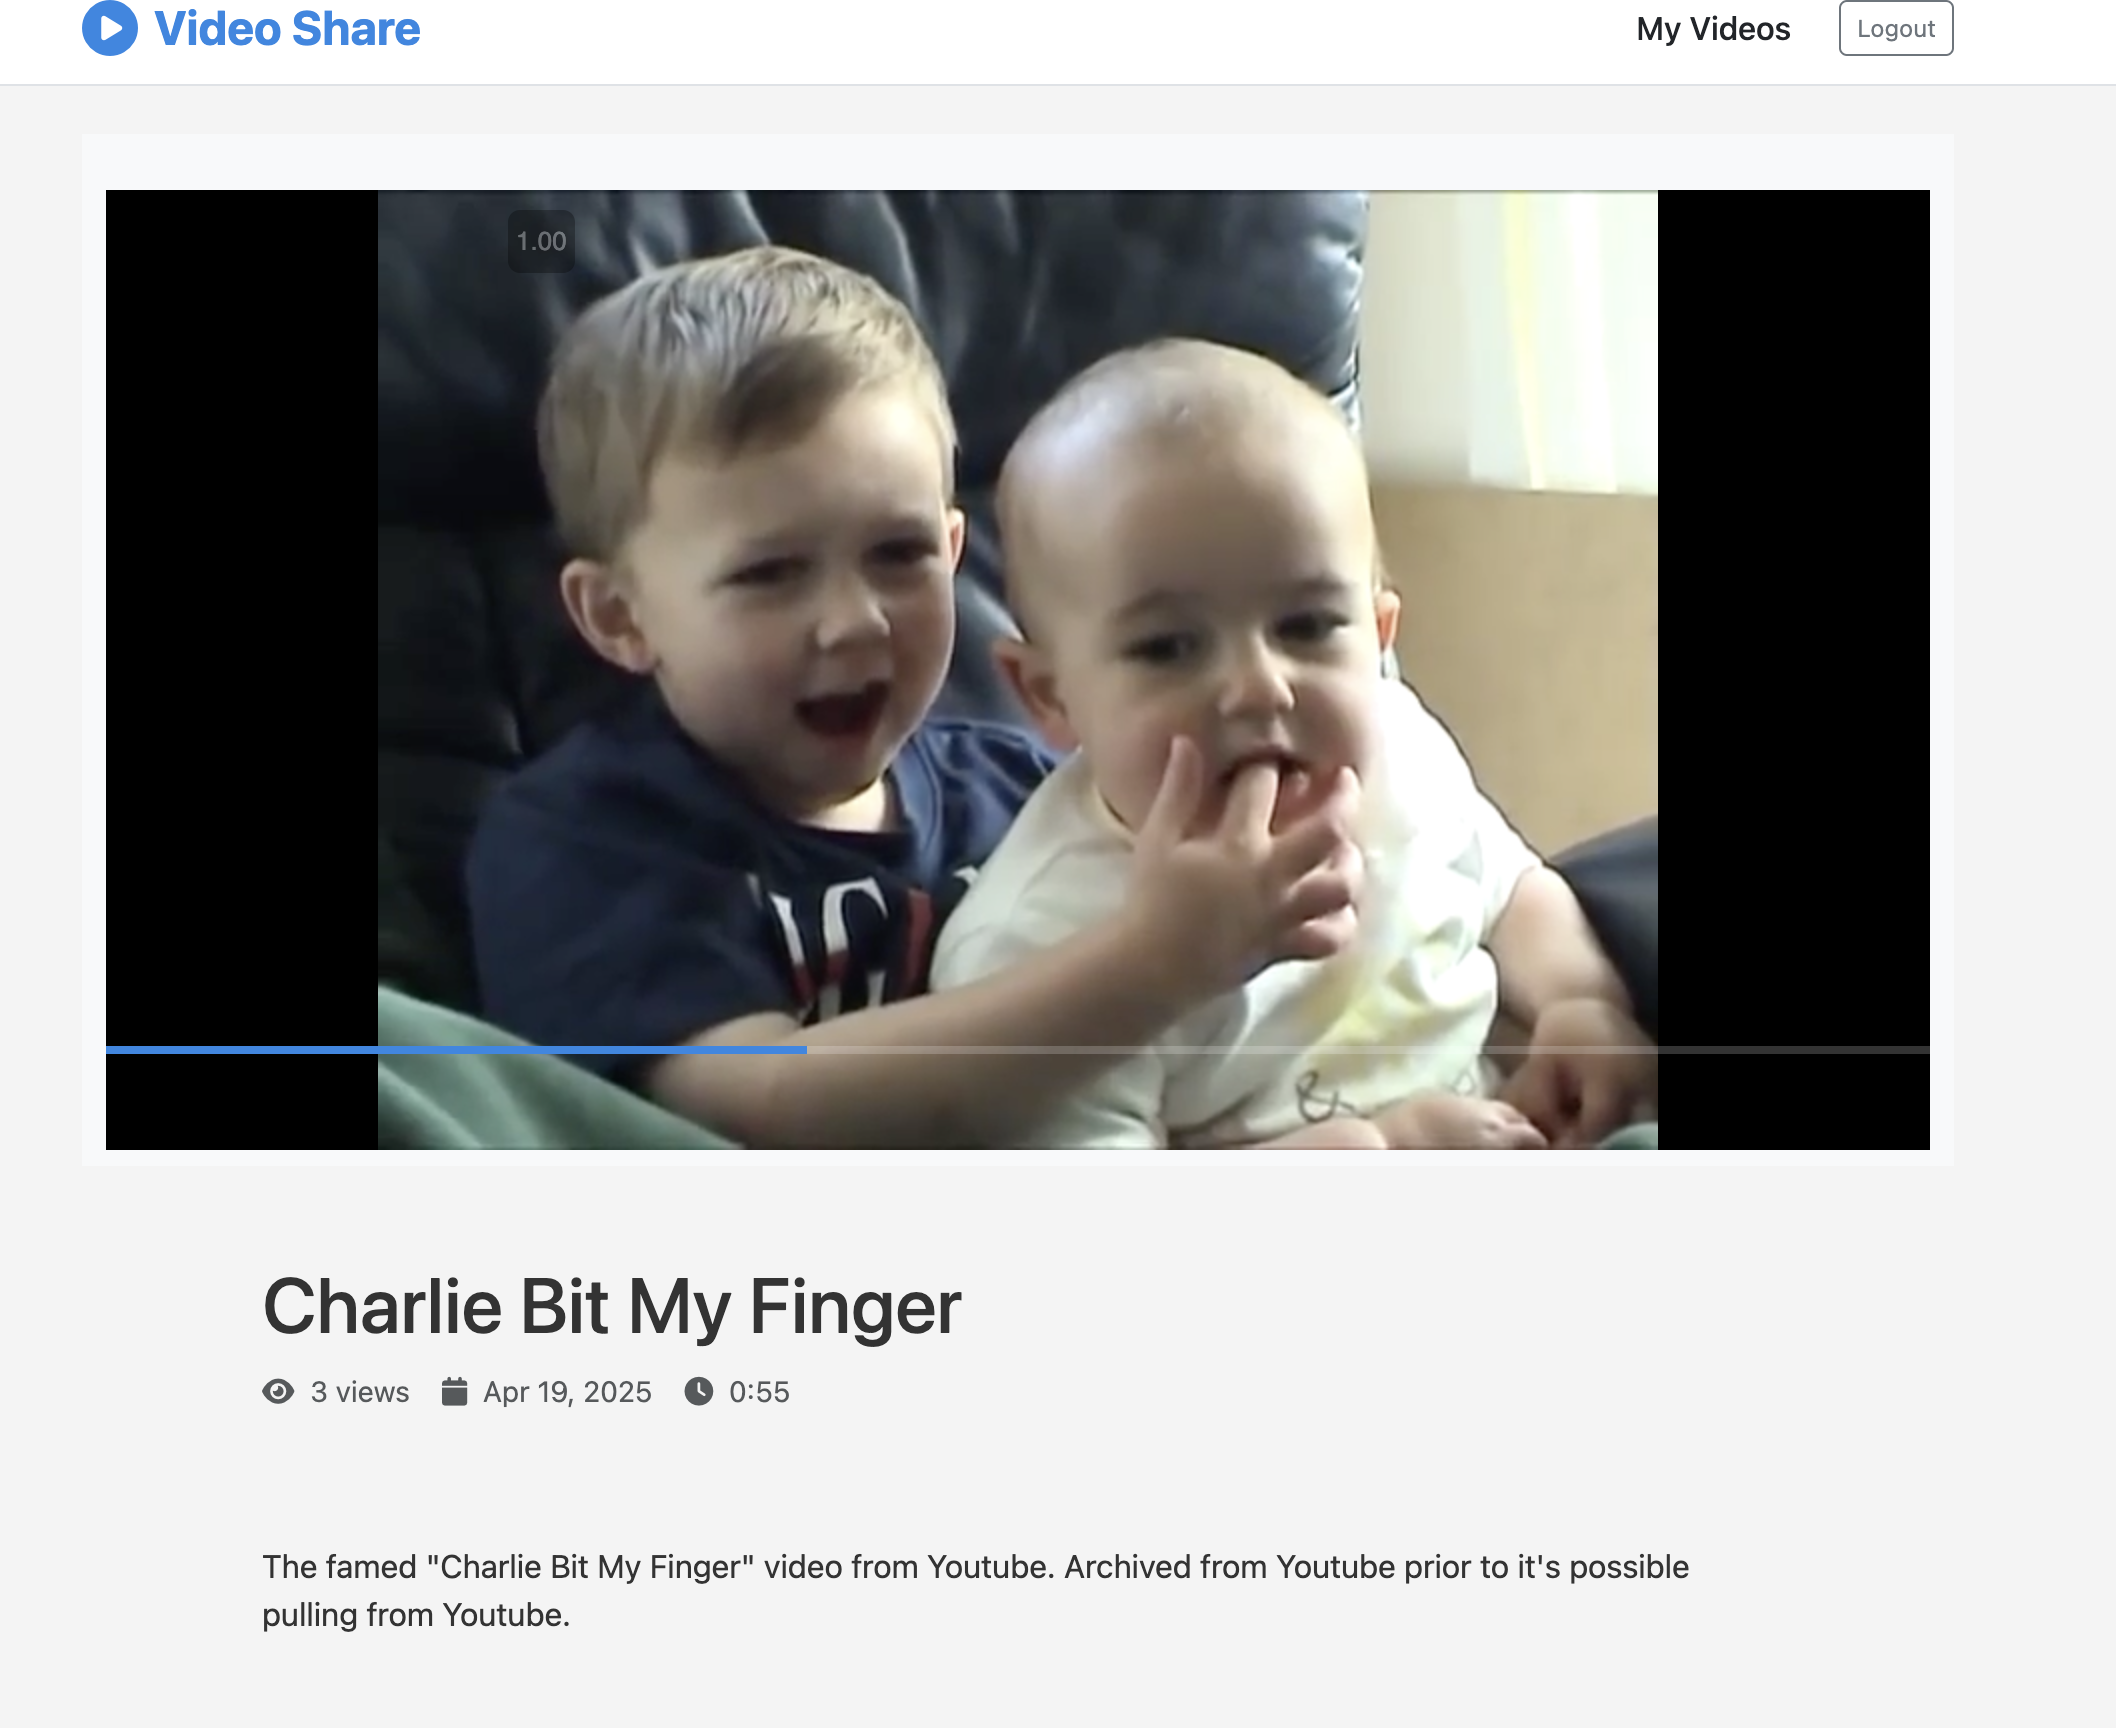 Video Share
My Videos
Logout
1.00
Charlie Bit My Finger
3 views
Apr 19, 2025
0:55
The famed "Charlie Bit My Finger" video from Youtube. Archived from Youtube prior to it's possible
pulling from Youtube.